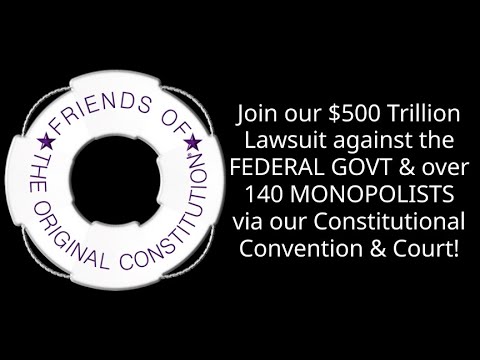 FRIENDS OF
THE ORIGINAL CONSTITUTION
Join our $500 Trillion
Lawsuit against the
FEDERAL GOVT & over
140 MONOPOLISTS
via our Constitutional
Convention & Court!